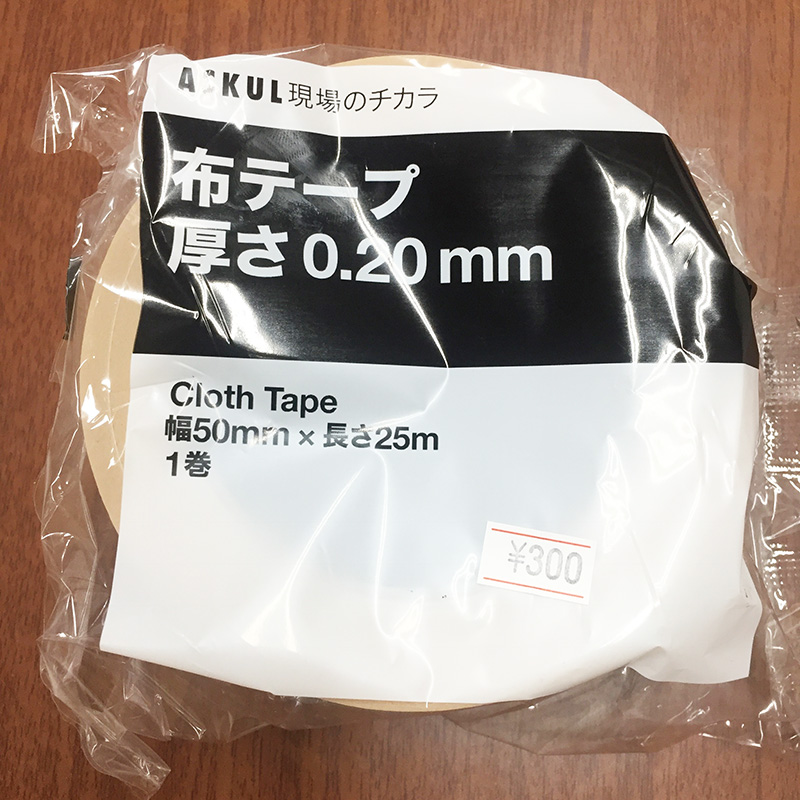 ASKUL現場のチカラ
布テープ
厚さ0.20mm
Cloth Tape
幅50mm×長さ25m
1巻
¥300